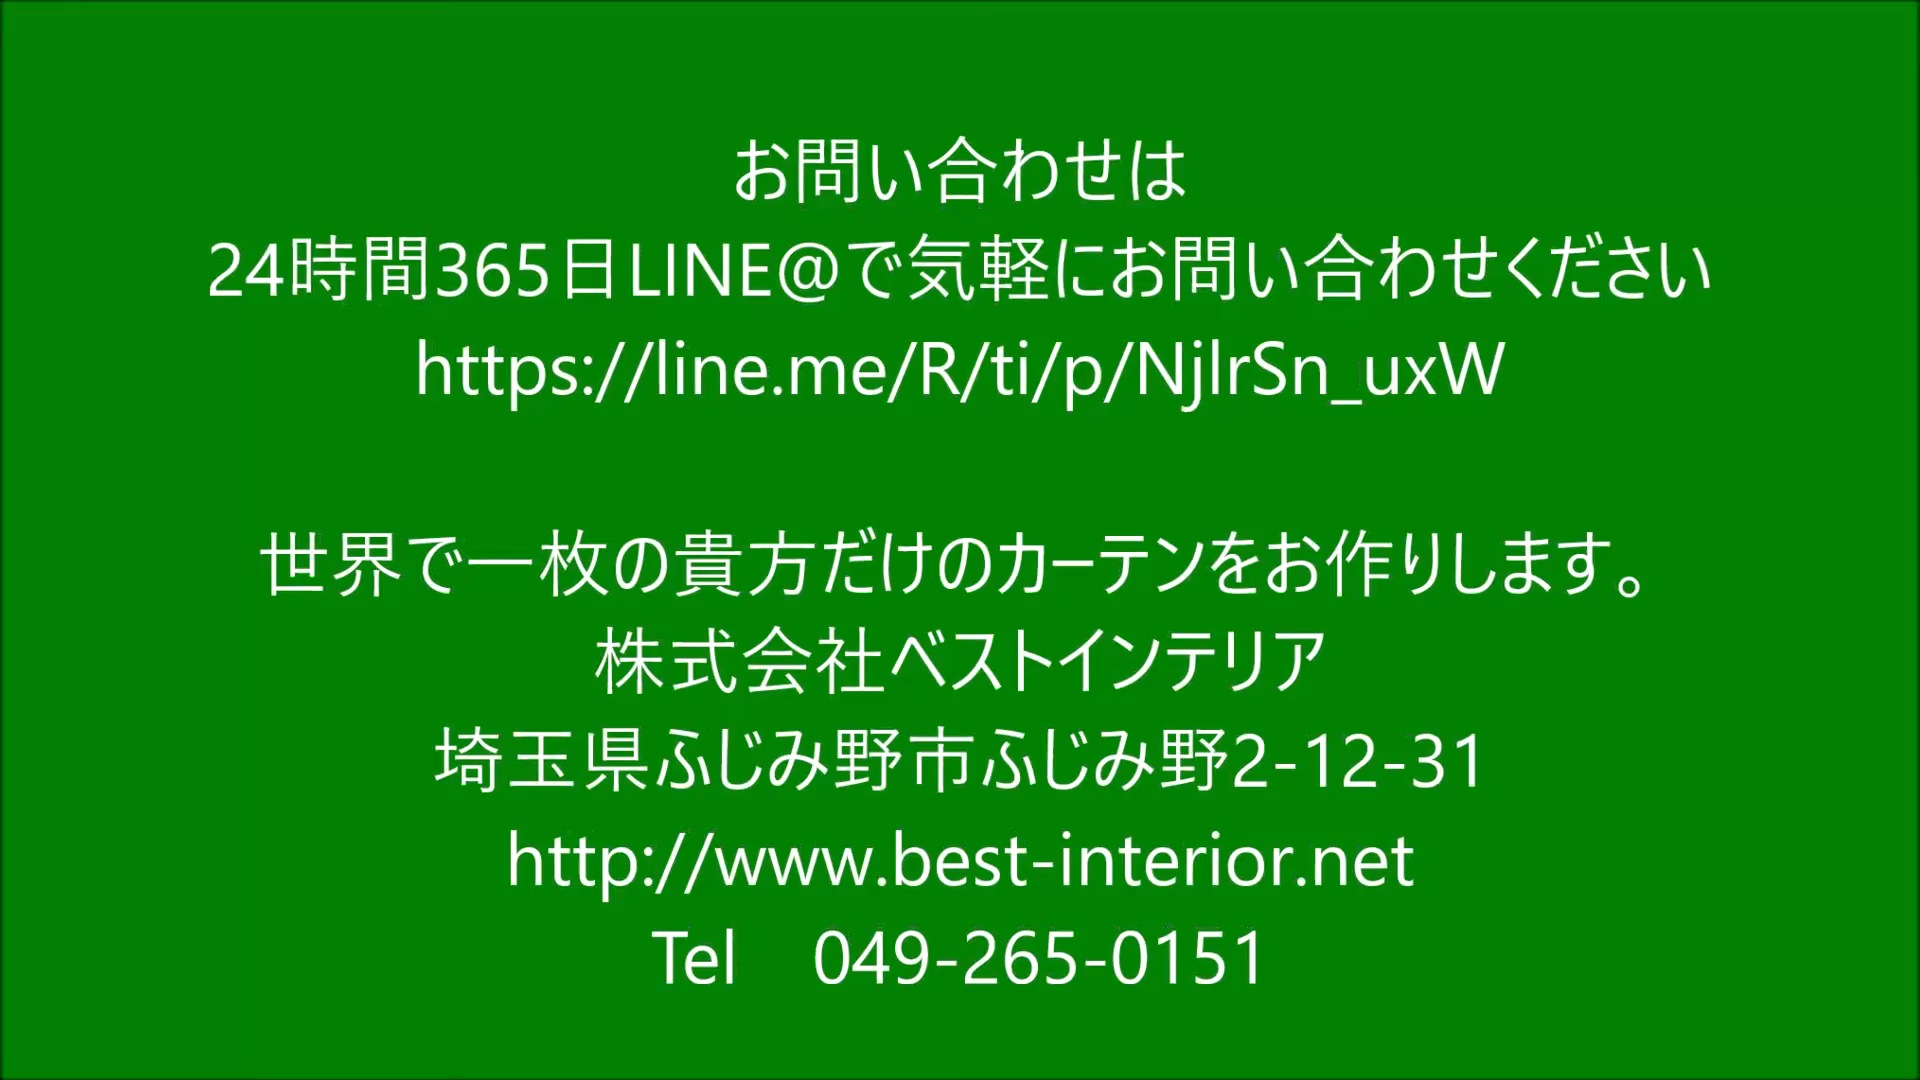 お問い合わせは
24時間365日LINE@で気軽にお問い合わせください
https://line.me/R/ti/p/NjlrSn_uxW
世界で一枚の貴方だけのカーテンをお作りします。
株式会社ベストインテリア
埼玉県ふじみ野市ふじみ野2-12-31
http://www.best-interior.net
Tel　049-265-0151